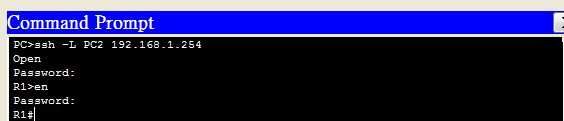 Command Prompt
PC>ssh -L PC2 192.168.1.254
Open
Password:
R1>en
Password:
R1#